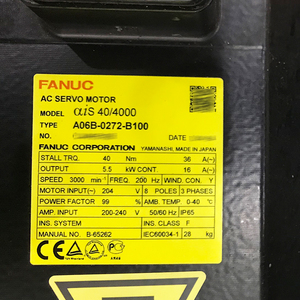 FANUC
AC SERVO MOTOR
MODEL αiS 40/4000
TYPE A06B-0272-B100
NO.
DATE
FANUC CORPORATION YAMANASHI, MADE IN JAPAN
STALL TRQ. 40 Nm 36 A(~)
OUTPUT 5.5 kW CONT. 16 A(~)
SPEED 3000 min⁻¹ FREQ. 200 Hz WIND. CON. Y
MOTOR INPUT(~) 204 V 8 POLES 3 PHASES
POWER FACTOR 99 % AMB. TEMP. 0-40 ℃
AMP. INPUT 200-240 V 50/60 Hz IP65
INS. SYSTEM INS. CLASS F
MANUAL NO. B-65262 IEC60034-1 28 kg